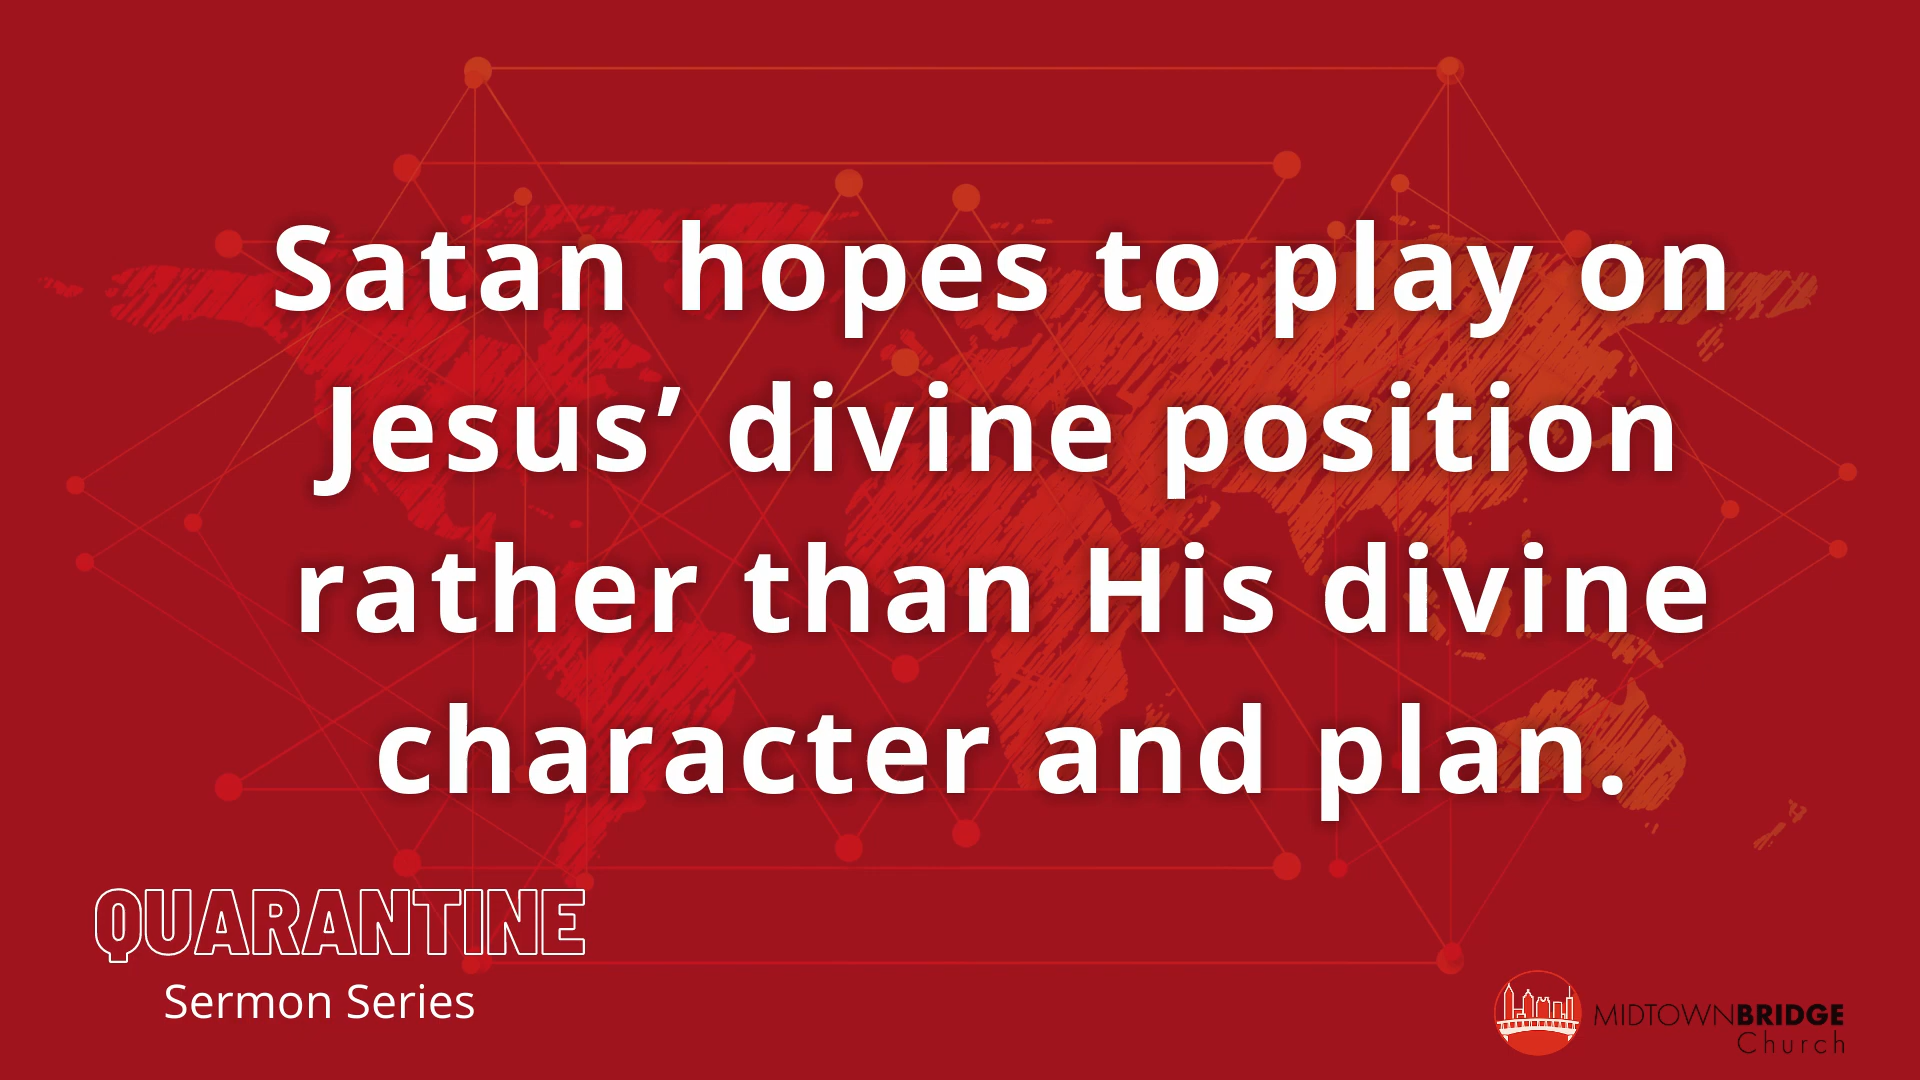 Satan hopes to play on
Jesus’ divine position
rather than His divine
character and plan.
QUARANTINE
Sermon Series
MIDTOWNBRIDGE
Church